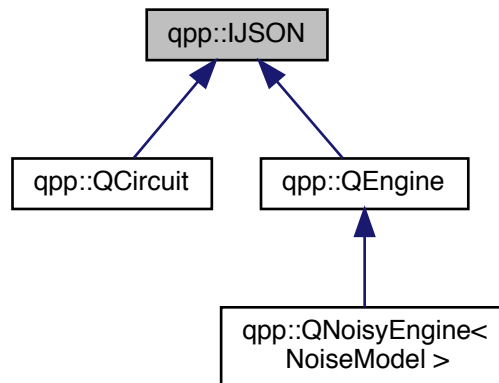 qpp::IJSON
qpp::QCircuit
qpp::QEngine
qpp::QNoisyEngine<
NoiseModel >